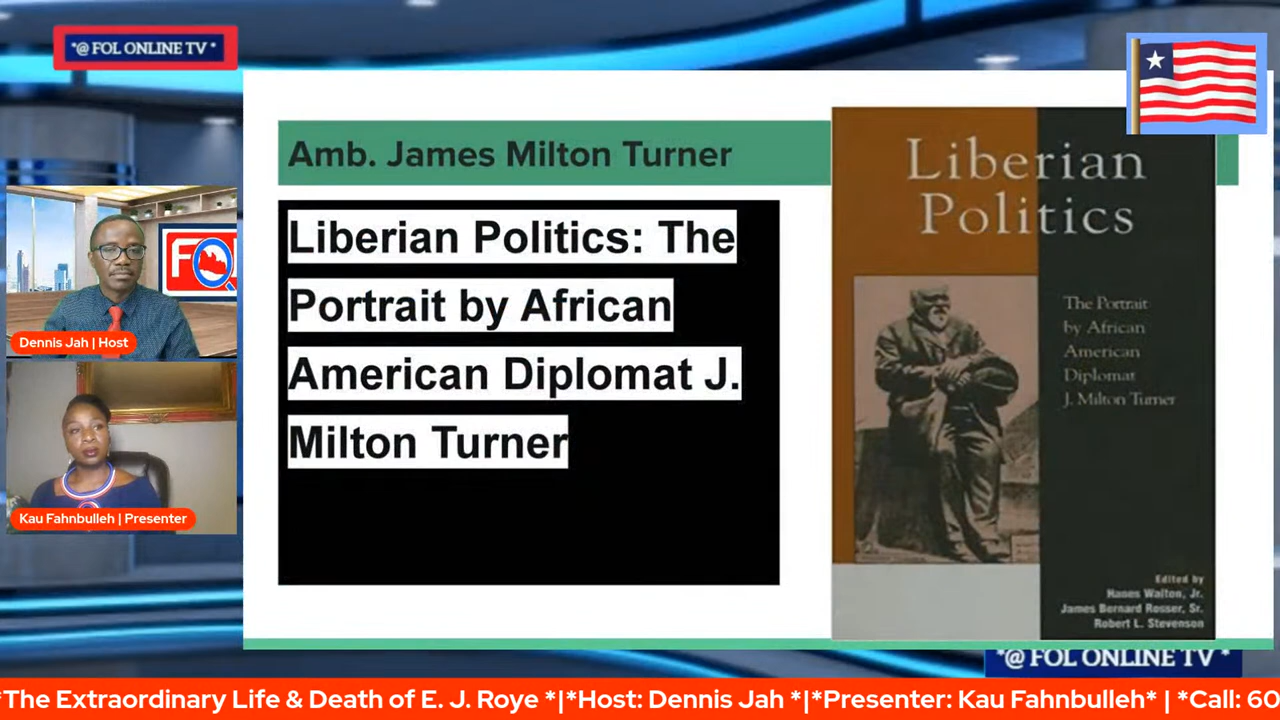 *@ FOL ONLINE TV *
Amb. James Milton Turner
Liberian Politics: The
Portrait by African
American Diplomat J.
Milton Turner
Liberian
Politics
The Portrait
by African
American
Diplomat
J. Milton Turner
Edited by
Hanes Walton, Jr.
James Bernard Rosser, Sr.
Robert L. Stevenson
Dennis Jah | Host
Kau Fahnbulleh | Presenter
*@ FOL ONLINE TV *
*The Extraordinary Life & Death of E. J. Roye *|*Host: Dennis Jah *|*Presenter: Kau Fahnbulleh* | *Call: 60